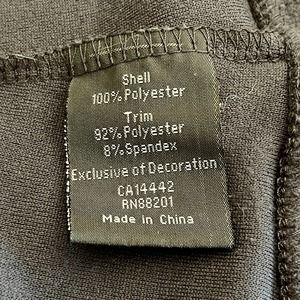 Shell
100% Polyester
Trim
92% Polyester
8% Spandex
Exclusive of Decoration
CA14442
RN88201
Made in China